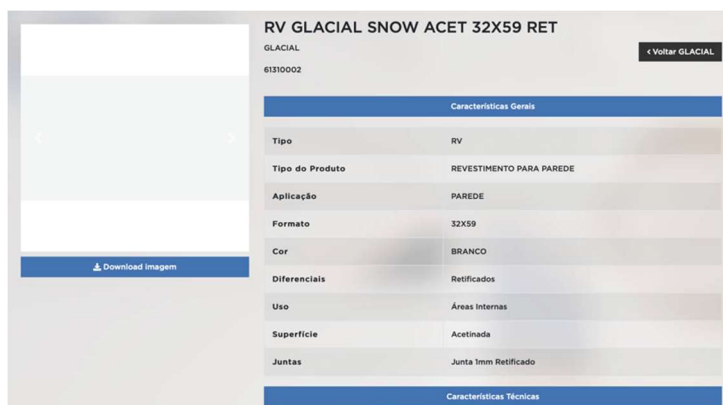 RV GLACIAL SNOW ACET 32X59 RET
GLACIAL
‹ Voltar GLACIAL
61310002
Características Gerais
Tipo RV
Tipo do Produto REVESTIMENTO PARA PAREDE
Aplicação PAREDE
Formato 32X59
Cor BRANCO
Download imagem
Diferenciais Retificados
Uso Áreas Internas
Superfície Acetinada
Juntas Junta 1mm Retificado
Características Técnicas